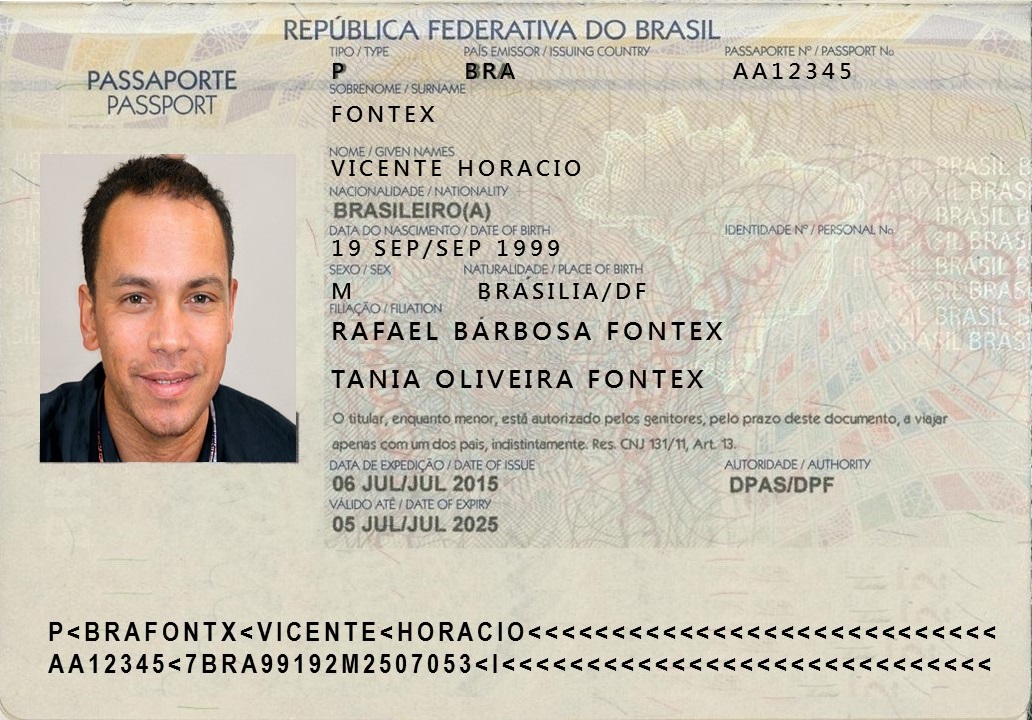 REPÚBLICA FEDERATIVA DO BRASIL
PASSAPORTE
PASSPORT
TIPO / TYPE PAÍS EMISSOR / ISSUING COUNTRY PASSAPORTE Nº / PASSPORT No
P BRA AA12345
SOBRENOME / SURNAME
FONTEX
NOME / GIVEN NAMES
VICENTE HORACIO
NACIONALIDADE / NATIONALITY
BRASILEIRO(A)
DATA DO NASCIMENTO / DATE OF BIRTH IDENTIDADE Nº / PERSONAL No.
19 SEP/SEP 1999
SEXO / SEX NATURALIDADE / PLACE OF BIRTH
M BRASILIA/DF
FILIAÇÃO / FILIATION
RAFAEL BARBOSA FONTEX
TANIA OLIVEIRA FONTEX
O titular, enquanto menor, está autorizado pelos genitores, pelo prazo deste documento, a viajar
apenas com um dos pais, indistintamente. Res. CNJ 131/11, Art. 13.
DATA DE EXPEDIÇÃO / DATE OF ISSUE AUTORIDADE / AUTHORITY
06 JUL/JUL 2015 DPAS/DPF
VÁLIDO ATÉ / DATE OF EXPIRY
05 JUL/JUL 2025
BRASIL BRASIL
BRASIL BRASIL
BRASIL BRASIL
BRASIL BRASIL
P<BRAFONTX<VICENTE<HORACIO<<<<<<<<<<<<<<<<<<<<<<<<<<<<
AA12345<7BRA99192M2507053<I<<<<<<<<<<<<<<<<<<<<<<<<<<<<<